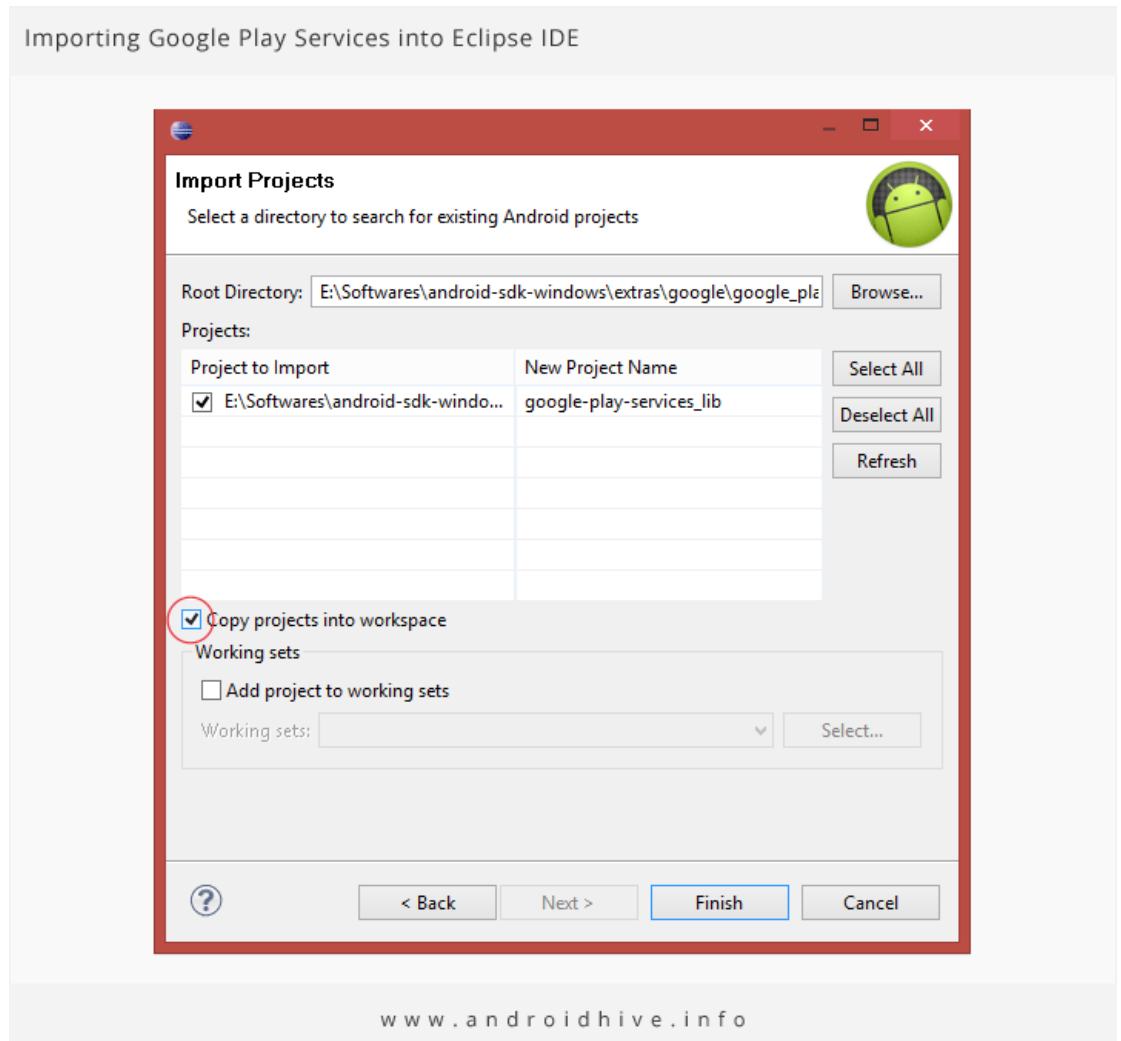 Importing Google Play Services into Eclipse IDE
Import Projects
Select a directory to search for existing Android projects
Root Directory: E:\Softwares\android-sdk-windows\extras\google\google_pla Browse...
Projects:
Project to Import New Project Name Select All
E:\Softwares\android-sdk-windo... google-play-services_lib
Deselect All
Refresh
Copy projects into workspace
Working sets
Add project to working sets
Working sets: Select...
? < Back Next > Finish Cancel
www.androidhive.info